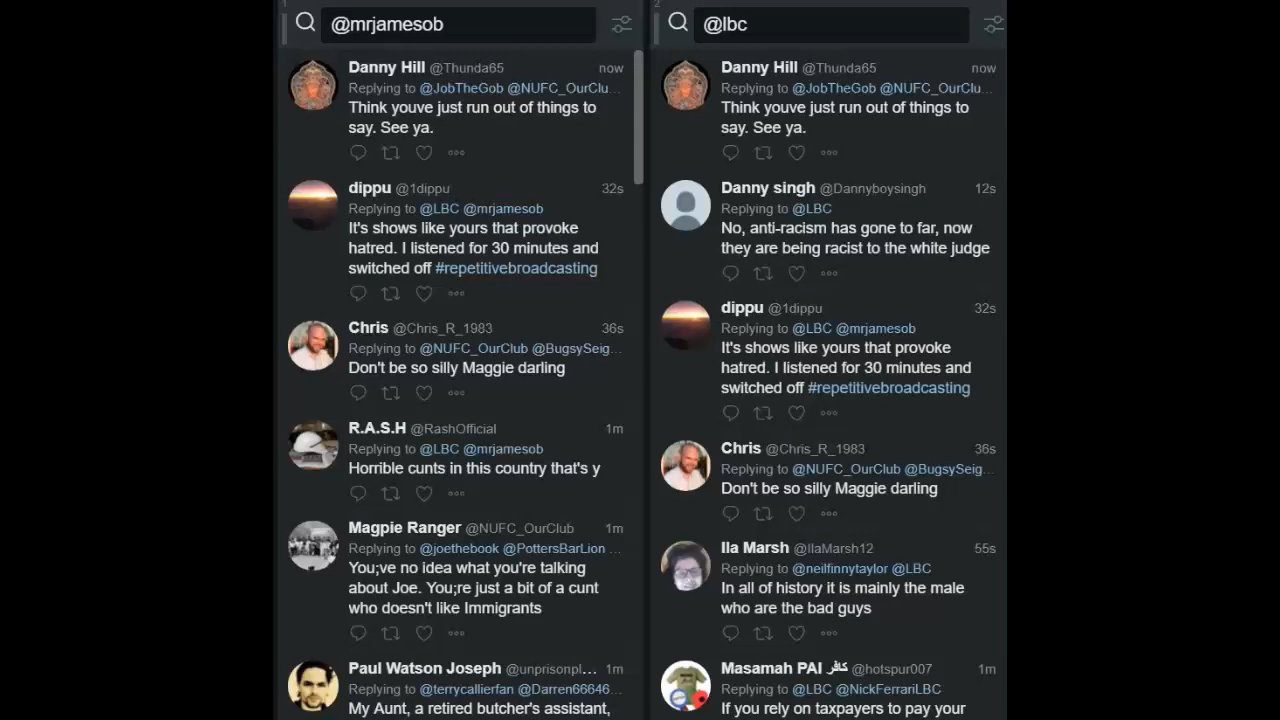 1
@mrjamesob
Danny Hill @Thunda65 now
Replying to @JobTheGob @NUFC_OurClu...
Think youve just run out of things to
say. See ya.
dippu @1dippu 32s
Replying to @LBC @mrjamesob
It's shows like yours that provoke
hatred. I listened for 30 minutes and
switched off #repetitivebroadcasting
Chris @Chris_R_1983 36s
Replying to @NUFC_OurClub @BugsySeig...
Don't be so silly Maggie darling
R.A.S.H @RashOfficial 1m
Replying to @LBC @mrjamesob
Horrible cunts in this country that's y
Magpie Ranger @NUFC_OurClub 1m
Replying to @joethebook @PottersBarLion ...
You;ve no idea what you're talking
about Joe. You;re just a bit of a cunt
who doesn't like Immigrants
Paul Watson Joseph @unprisonpl... 1m
Replying to @terrycallierfan @Darren66646...
My Aunt, a retired butcher's assistant,
2
@lbc
Danny Hill @Thunda65 now
Replying to @JobTheGob @NUFC_OurClu...
Think youve just run out of things to
say. See ya.
Danny singh @Dannyboysingh 12s
Replying to @LBC
No, anti-racism has gone to far, now
they are being racist to the white judge
dippu @1dippu 32s
Replying to @LBC @mrjamesob
It's shows like yours that provoke
hatred. I listened for 30 minutes and
switched off #repetitivebroadcasting
Chris @Chris_R_1983 36s
Replying to @NUFC_OurClub @BugsySeig...
Don't be so silly Maggie darling
Ila Marsh @IlaMarsh12 55s
Replying to @neilfinnytaylor @LBC
In all of history it is mainly the male
who are the bad guys
Masamah PAI كافر @hotspur007 1m
Replying to @LBC @NickFerrariLBC
If you rely on taxpayers to pay your